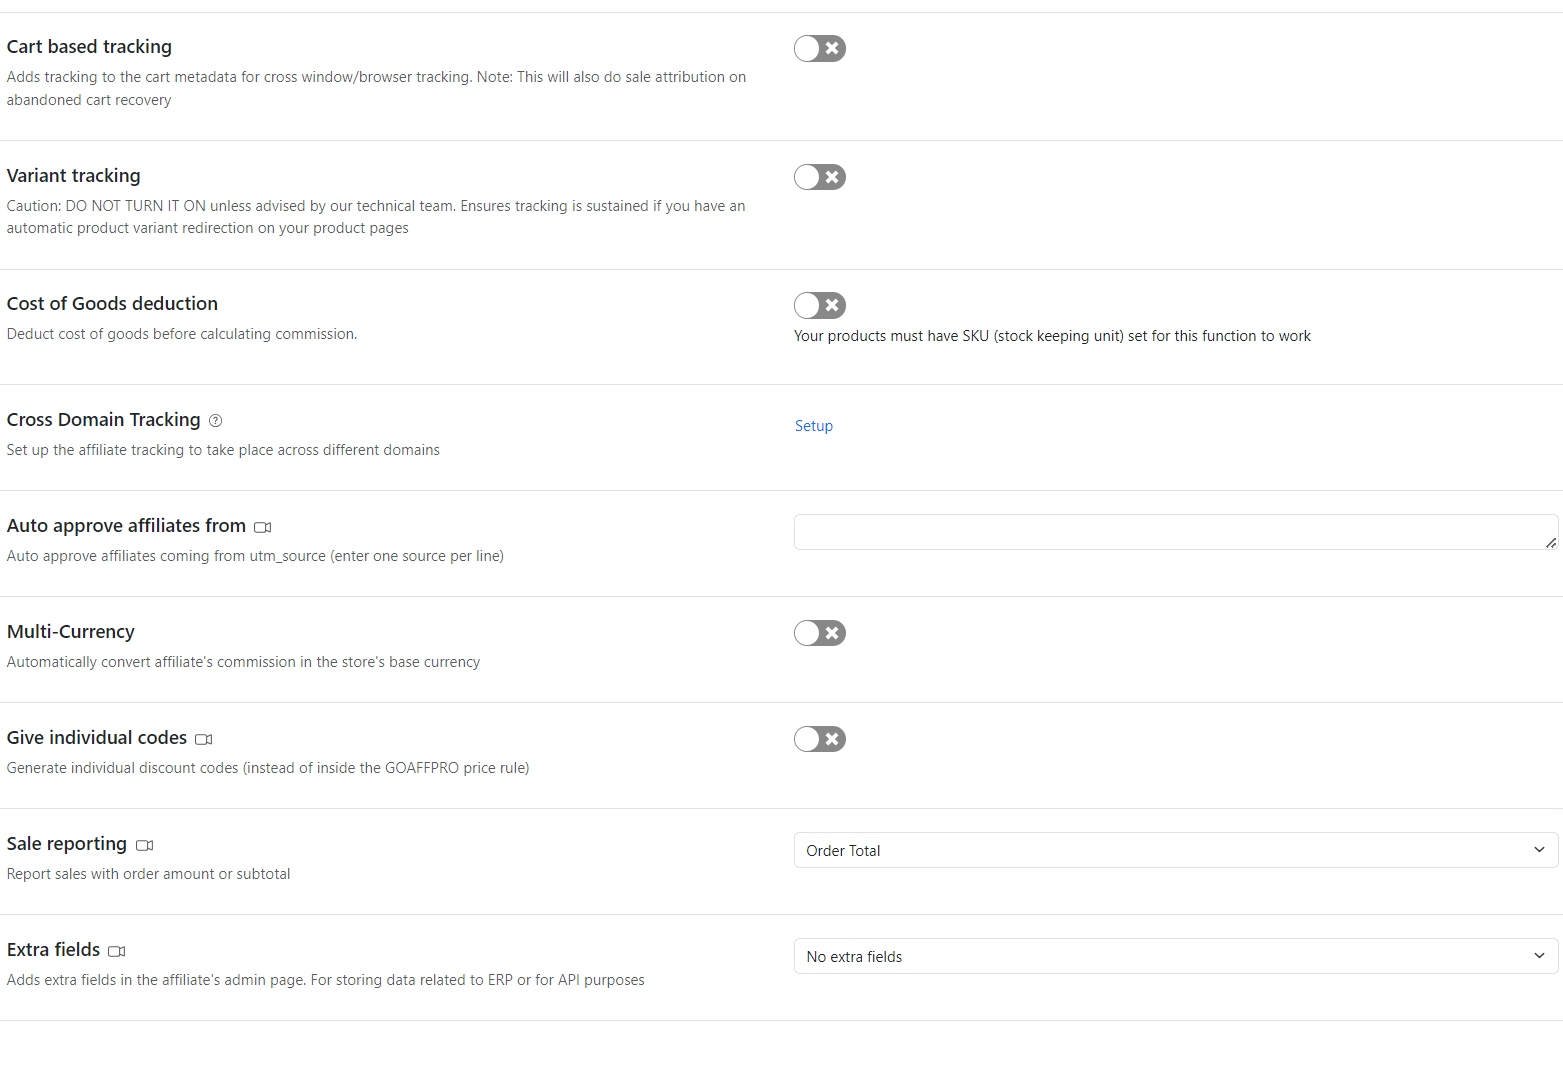 Cart based tracking
Adds tracking to the cart metadata for cross window/browser tracking. Note: This will also do sale attribution on
abandoned cart recovery
Variant tracking
Caution: DO NOT TURN IT ON unless advised by our technical team. Ensures tracking is sustained if you have an
automatic product variant redirection on your product pages
Cost of Goods deduction
Deduct cost of goods before calculating commission.
Your products must have SKU (stock keeping unit) set for this function to work
Cross Domain Tracking
Set up the affiliate tracking to take place across different domains
Setup
Auto approve affiliates from
Auto approve affiliates coming from utm_source (enter one source per line)
Multi-Currency
Automatically convert affiliate's commission in the store's base currency
Give individual codes
Generate individual discount codes (instead of inside the GOAFFPRO price rule)
Sale reporting
Report sales with order amount or subtotal
Order Total
Extra fields
Adds extra fields in the affiliate's admin page. For storing data related to ERP or for API purposes
No extra fields